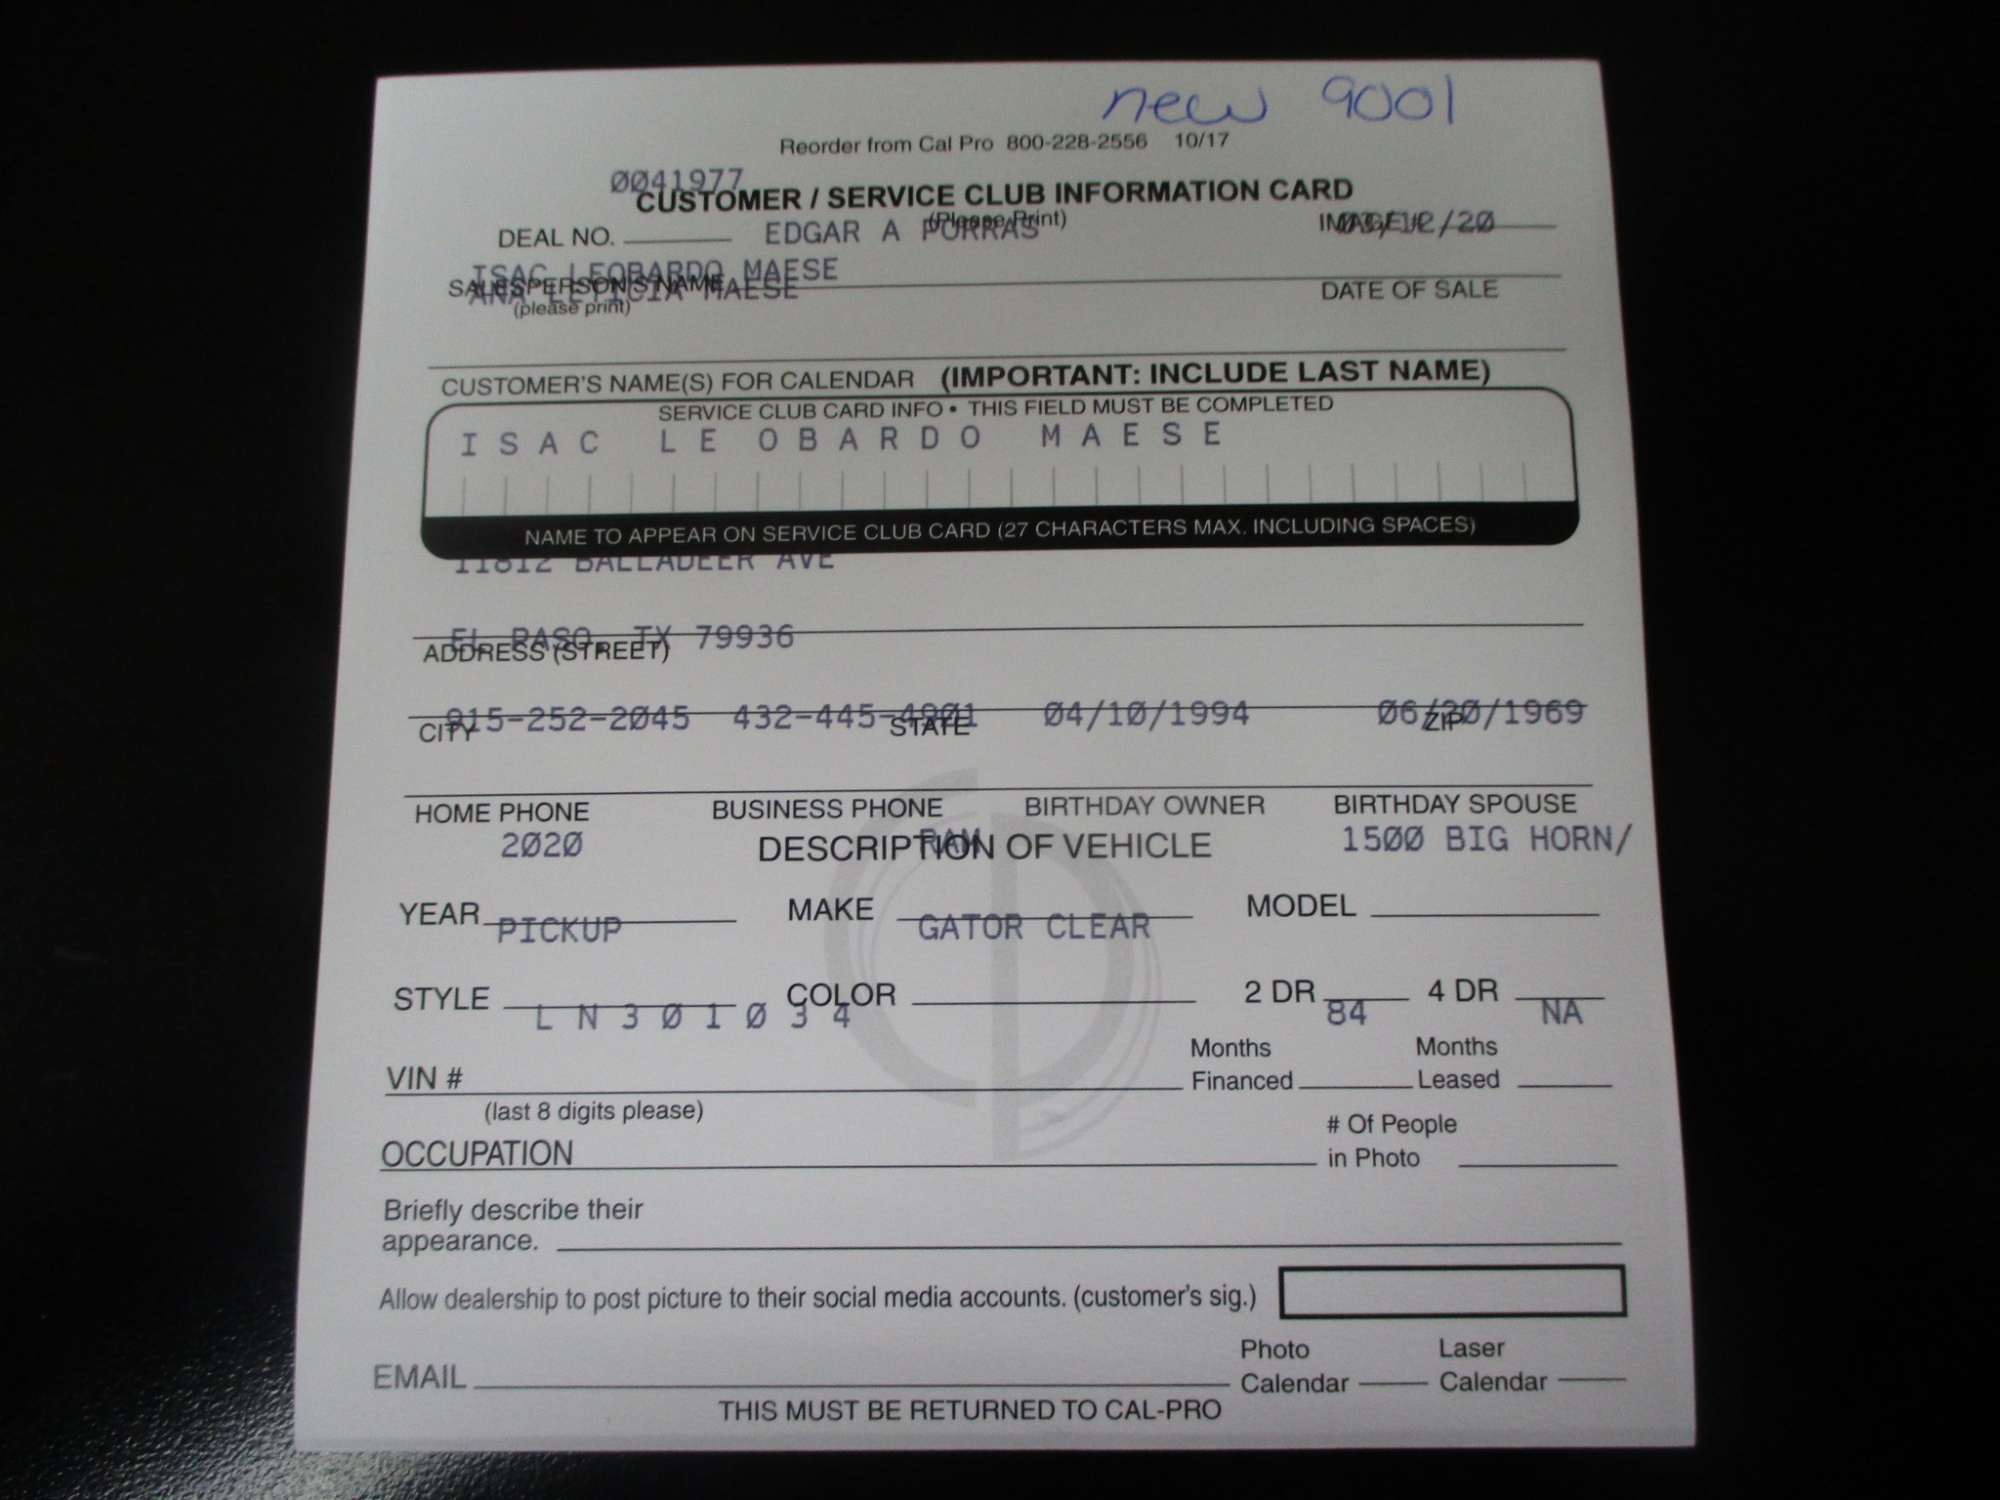 new 9001
Reorder from Cal Pro 800-228-2556 10/17
0041977
CUSTOMER / SERVICE CLUB INFORMATION CARD
(Please Print)
DEAL NO. EDGAR A PORRAS IMAGE #
ISAC LEOBARDO MAESE
SALESPERSON'S NAME DATE OF SALE
ANA LETICIA MAESE
(please print)
CUSTOMER'S NAME(S) FOR CALENDAR (IMPORTANT: INCLUDE LAST NAME)
SERVICE CLUB CARD INFO • THIS FIELD MUST BE COMPLETED
ISAC LEOBARDO MAESE
NAME TO APPEAR ON SERVICE CLUB CARD (27 CHARACTERS MAX. INCLUDING SPACES)
11812 BALLADEER AVE
EL PASO, TX 79936
ADDRESS (STREET)
915-252-2045 432-445-4901 04/10/1994 06/20/1969
CITY STATE ZIP
HOME PHONE BUSINESS PHONE BIRTHDAY OWNER BIRTHDAY SPOUSE
2020 RAM 1500 BIG HORN/
DESCRIPTION OF VEHICLE
YEAR MAKE MODEL
PICKUP GATOR CLEAR
STYLE COLOR 2 DR 4 DR
LN301034 84 NA
VIN # Months Financed Months Leased
(last 8 digits please)
OCCUPATION # Of People in Photo
Briefly describe their
appearance.
Allow dealership to post picture to their social media accounts. (customer's sig.)
EMAIL Photo Calendar Laser Calendar
THIS MUST BE RETURNED TO CAL-PRO